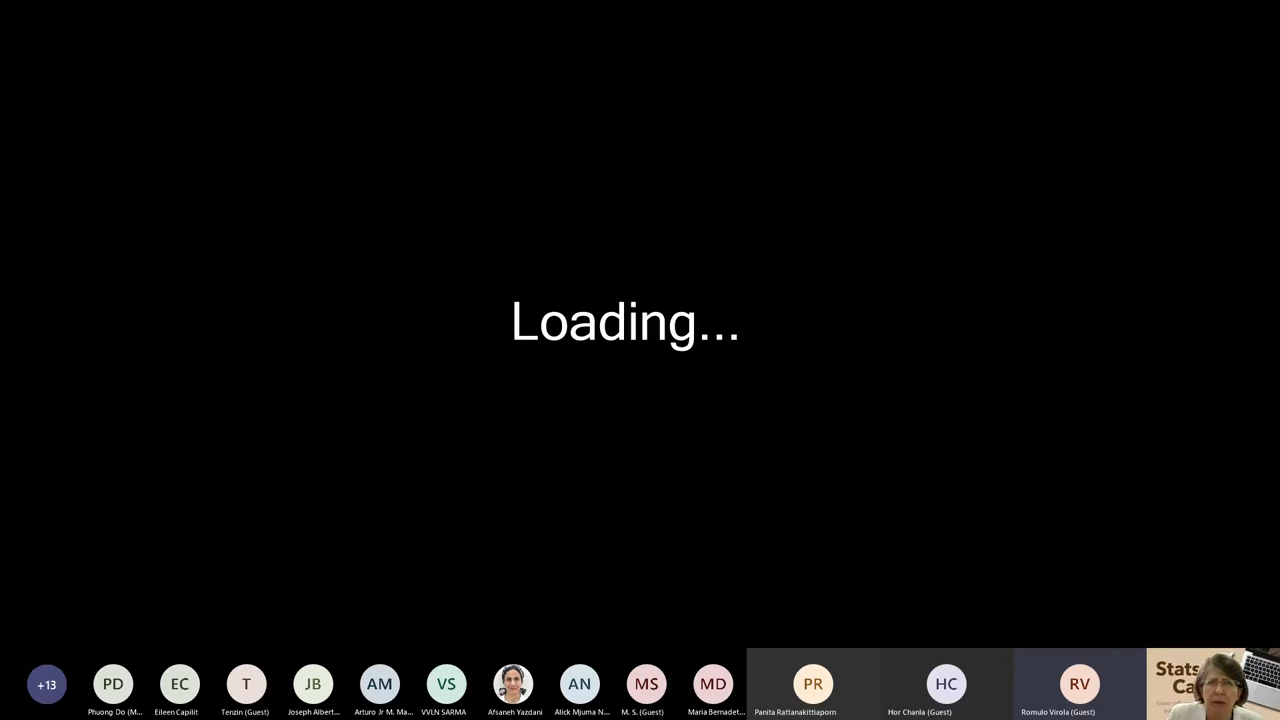 Loading...
+13
PD
EC
T
JB
AM
VS
AN
MS
MD
PR
HC
RV
Stats
Ca
Phuong Do (M...
Eileen Capilit
Tenzin (Guest)
Joseph Albert...
Arturo Jr M. Ma...
VVLN SARMA
Afsaneh Yazdani
Alick Mjuma N...
M. S. (Guest)
Maria Bernadet...
Panita Rattanakittiaporn
Hor Chanla (Guest)
Romulo Virola (Guest)